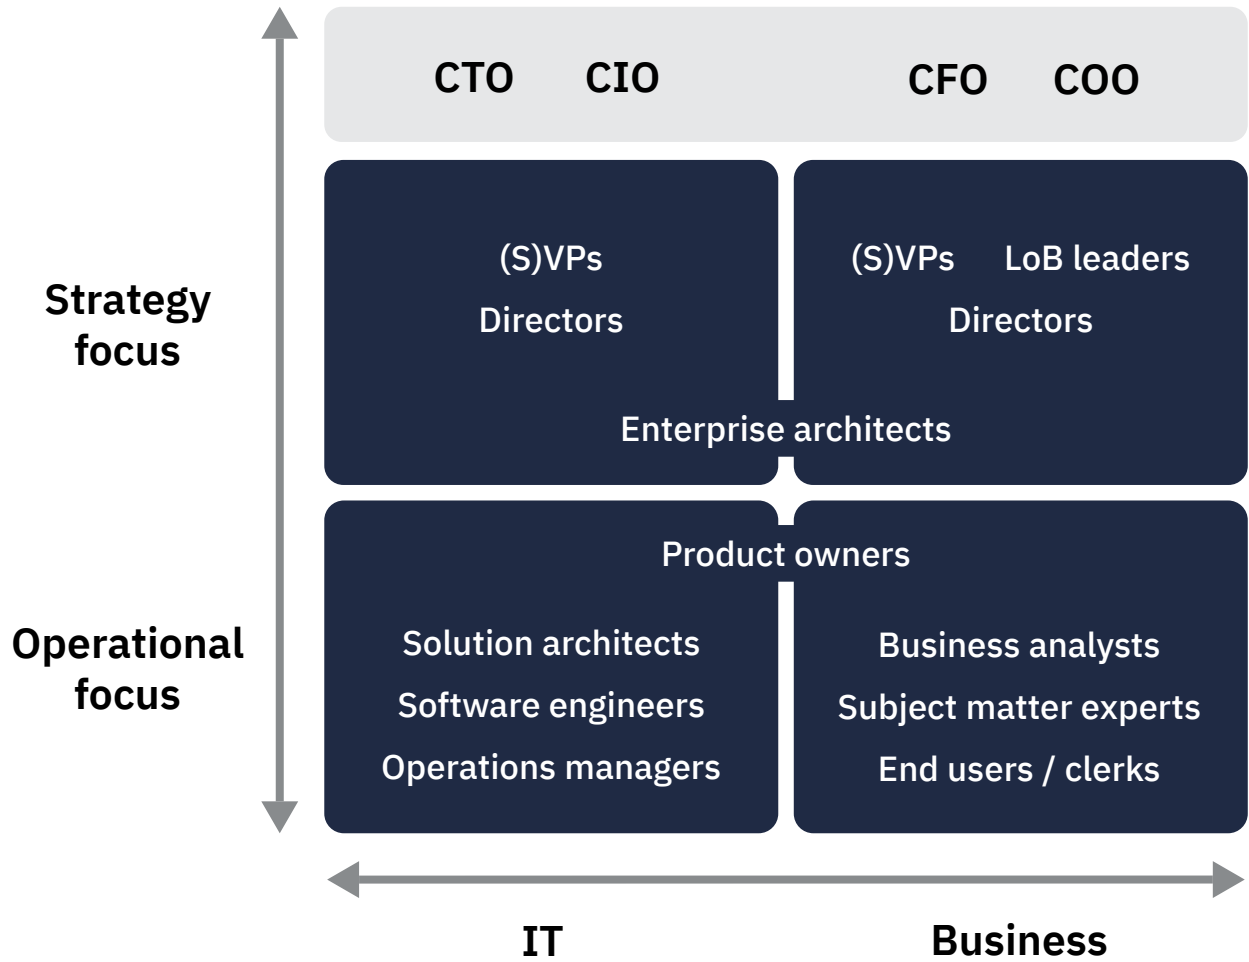 CTO CIO CFO COO
(S)VPs
Directors
(S)VPs LoB leaders
Directors
Enterprise architects
Strategy
focus
Product owners
Solution architects
Software engineers
Operations managers
Business analysts
Subject matter experts
End users / clerks
Operational
focus
IT
Business